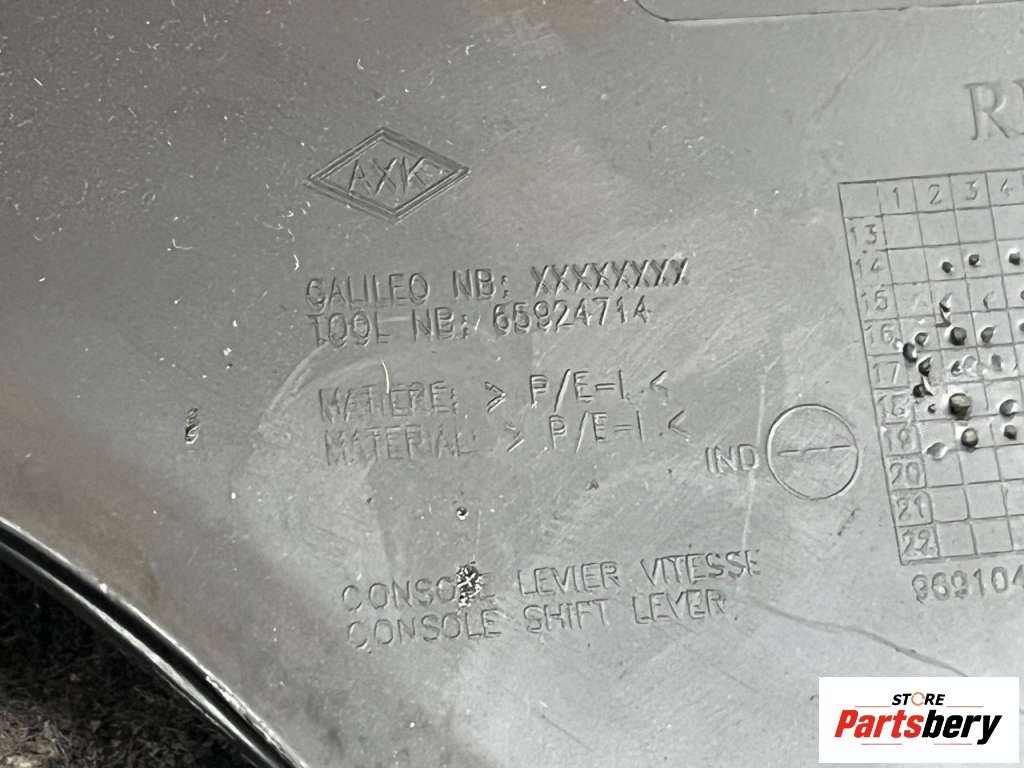 AXK
GALILEO NB: XXXXXXXX
TOOL NB: 65924714
MATIERE: > P/E-I. <
MATERIAL: > P/E-I. <
IND
CONSOLE LEVIER VITESSE
CONSOLE SHIFT LEVER
1 2 3 4
13
14
15
16
17
18
19
20
21
22
969104
STORE
Partsbery